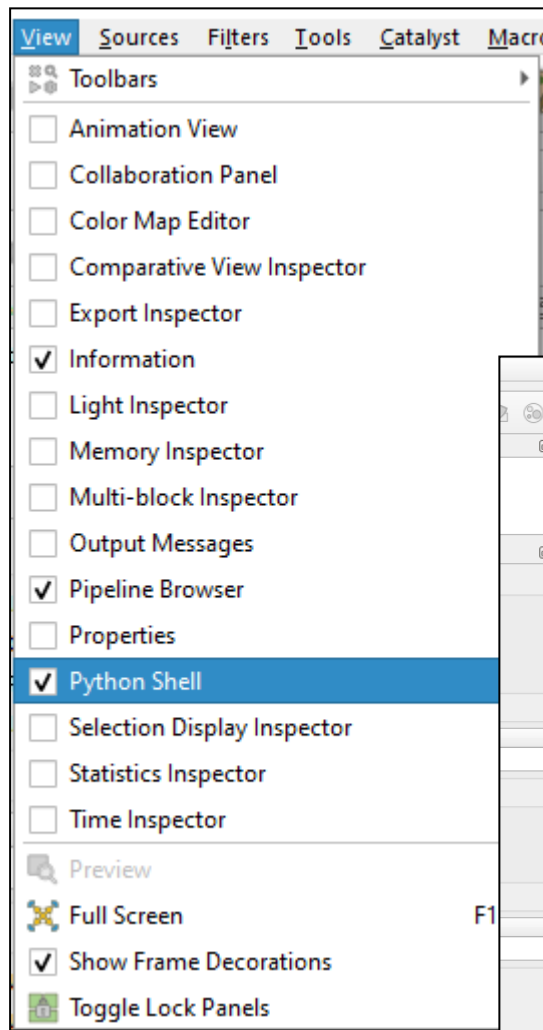 View Sources Filters Tools Catalyst Macr
Toolbars
Animation View
Collaboration Panel
Color Map Editor
Comparative View Inspector
Export Inspector
Information
Light Inspector
Memory Inspector
Multi-block Inspector
Output Messages
Pipeline Browser
Properties
Python Shell
Selection Display Inspector
Statistics Inspector
Time Inspector
Preview
Full Screen F1
Show Frame Decorations
Toggle Lock Panels